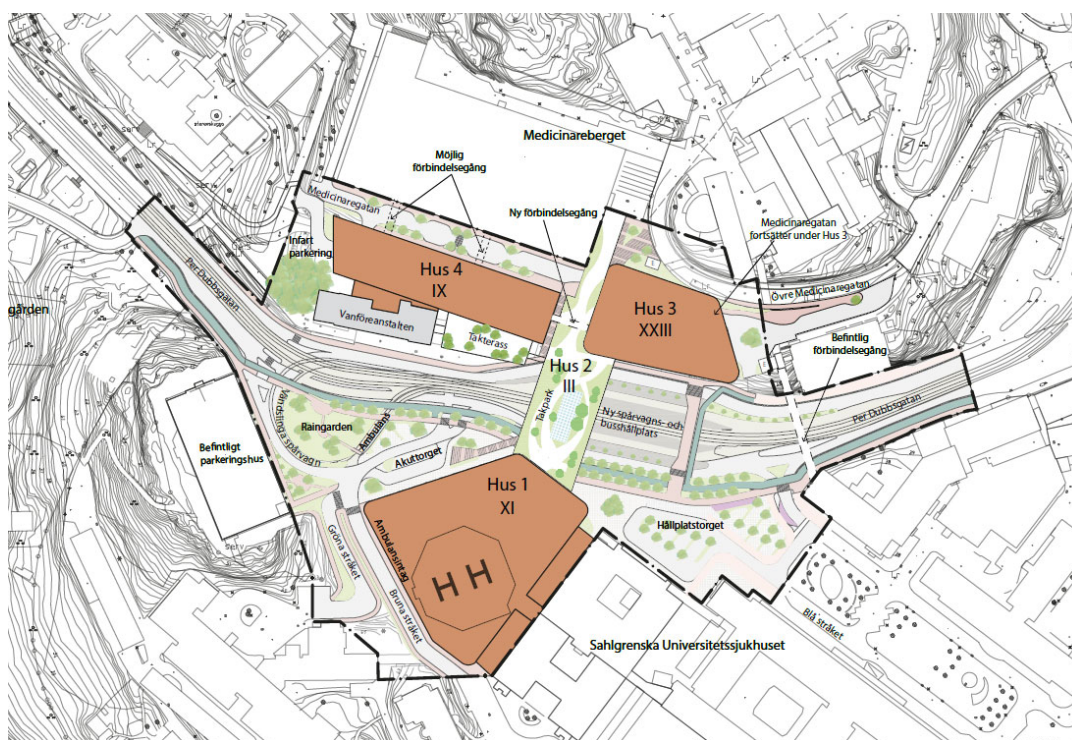 Medicinareberget
Möjlig
förbindelsegång
Medicinaregatan
Ny förbindelsegång
Medicinaregatan
fortsätter under Hus 3
Infart
parkering
Hus 4
IX
Övre Medicinaregatan
Per Dubbsgatan
Hus 3
XXIII
gården
Vanföreanstalten
Takterass
Befintlig
förbindelsegång
Hus 2
III
Takpark
Ny spårvagns- och
busshållplats
Per Dubbsgatan
Vändslinga spårvagn
Raingarden
Ambulans
Befintligt
parkeringshus
Akuttorget
Hus 1
XI
Hållplatstorget
Ambulansintag
Gröna stråket
Bruna stråket
H H
Blå stråket
Sahlgrenska Universitetssjukhuset